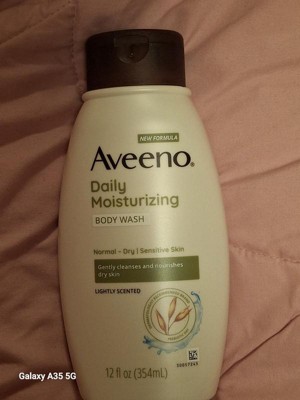 NEW FORMULA
Aveeno®
Daily
Moisturizing
BODY WASH
Normal - Dry | Sensitive Skin
Gently cleanses and nourishes
dry skin
LIGHTLY SCENTED
12 fl oz (354mL)
Galaxy A35 5G